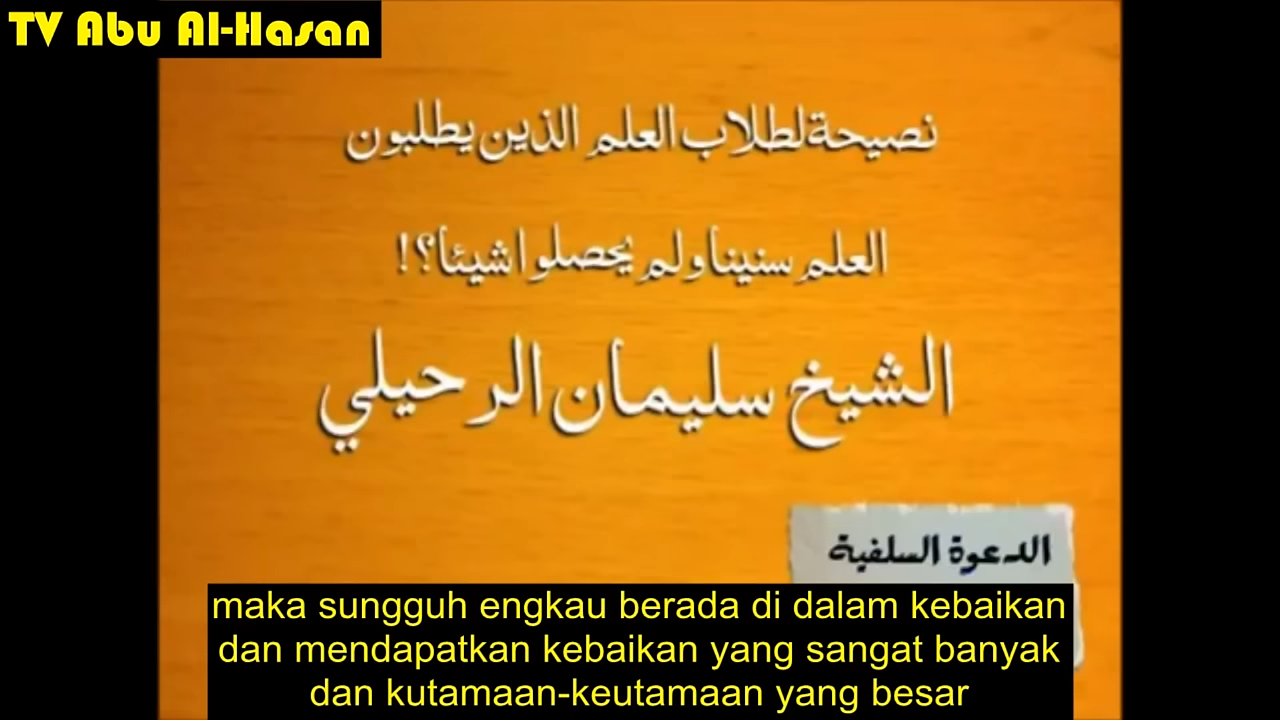 TV Abu Al-Hasan
نصيحة لطلاب العلم الذين يطلبون
العلم سنينا ولم يحصلوا شيئا؟!
الشيخ سليمان الرحيلي
الدعوة السلفية
maka sungguh engkau berada di dalam kebaikan
dan mendapatkan kebaikan yang sangat banyak
dan kutamaan-keutamaan yang besar